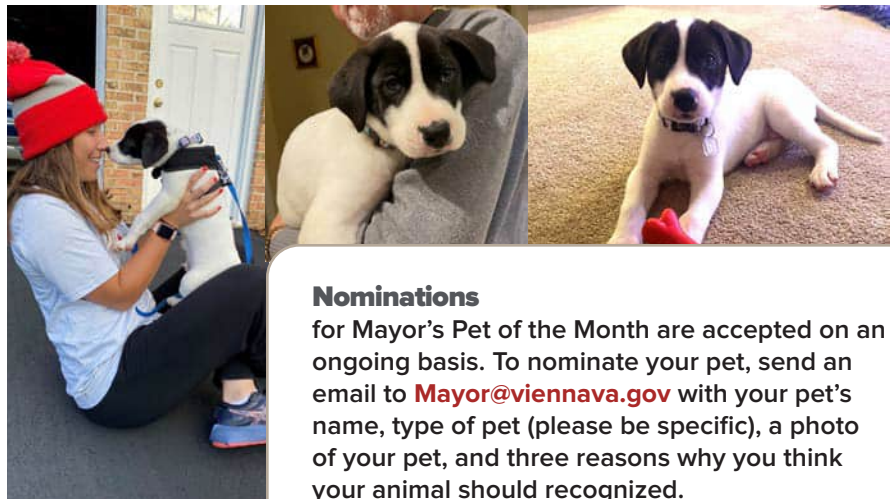 Nominations
for Mayor's Pet of the Month are accepted on an
ongoing basis. To nominate your pet, send an
email to Mayor@viennava.gov with your pet's
name, type of pet (please be specific), a photo
of your pet, and three reasons why you think
your animal should recognized.